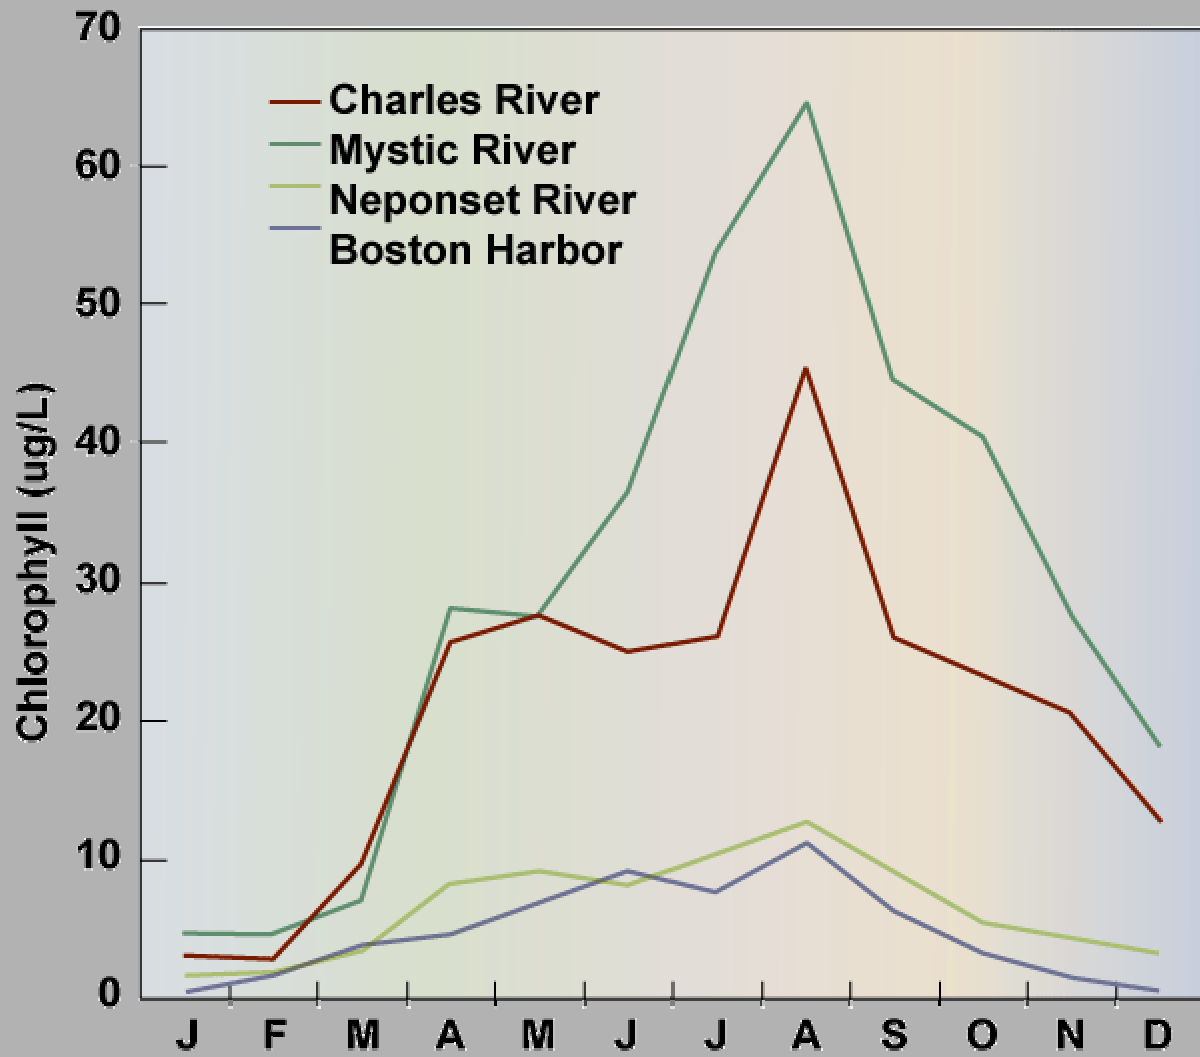 70
60
50
40
30
20
10
0
Chlorophyll (ug/L)
Charles River
Mystic River
Neponset River
Boston Harbor
J F M A M J J A S O N D